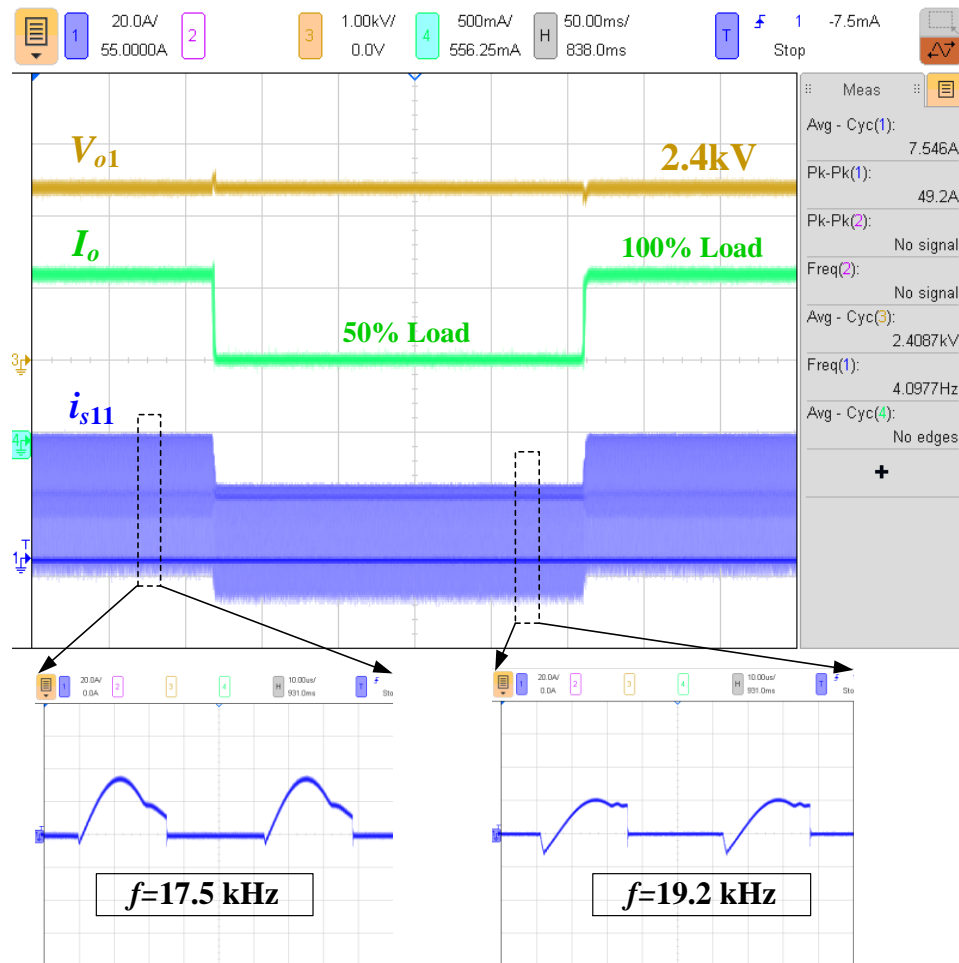 1 20.0A/ 2 3 1.00kV/ 4 500mA/ H 50.00ms/ T 1 -7.5mA
55.0000A 0.0V 556.25mA 838.0ms Stop
Meas
Avg - Cyc(1):
7.546A
Pk-Pk(1):
49.2A
Pk-Pk(2):
No signal
Freq(2):
No signal
Avg - Cyc(3):
2.4087kV
Freq(1):
4.0977Hz
Avg - Cyc(4):
No edges
+
Vo1 2.4kV
Io 100% Load
50% Load
3
is11
4
T
1
1 20.0A/ 2 3 4 H 10.00us/ T
0.0A 931.0ms Sto
f=17.5 kHz
1 20.0A/ 2 3 4 H 10.00us/ T
0.0A 931.0ms Sto
f=19.2 kHz